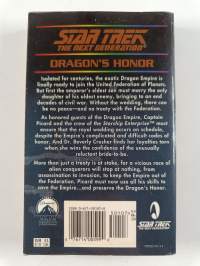 STAR TREK
THE NEXT GENERATION
DRAGON'S HONOR
Isolated for centuries, the exotic Dragon Empire is
finally ready to join the United Federation of Planets.
But first the emperor's eldest son must marry the only
daughter of his oldest enemy, bringing to an end
decades of civil war. Without the wedding, there
can be no peace—and no treaty with the Federation.
As honored guests of the Dragon Empire, Captain
Picard and the crew of the Starship Enterprise™ must
ensure that the royal wedding occurs on schedule,
despite the Empire's complicated and difficult codes of
honor. And Dr. Beverly Crusher finds her loyalties torn
when she wins the confidence of the unusually
reluctant bride-to-be.
More than just a treaty is at stake, for a vicious race of
alien conquerors will stop at nothing, from
assassination to invasion, to keep the Empire out of
the Federation. Picard must now use all his skills to
save the Empire...and preserve the Dragon's Honor.
STAR TREK